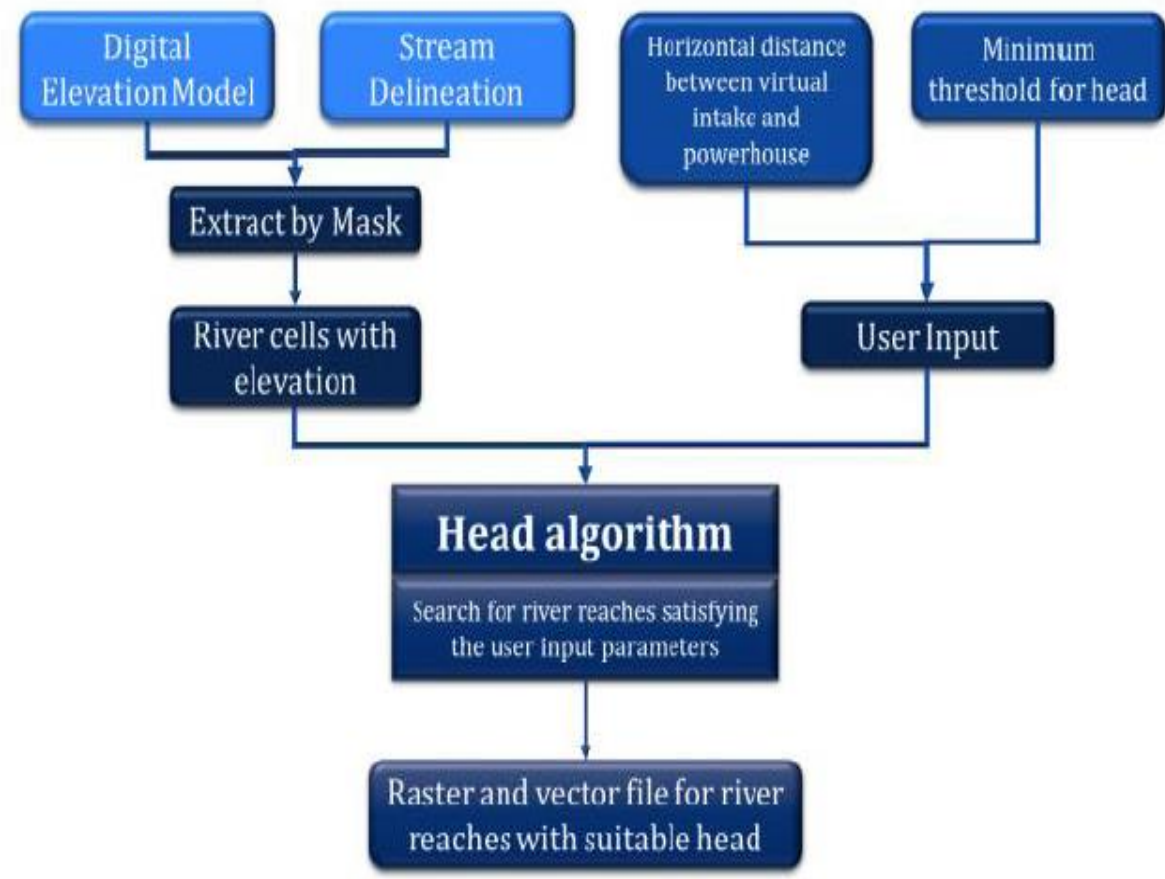 Digital
Elevation Model
Stream
Delineation
Horizontal distance
between virtual
intake and
powerhouse
Minimum
threshold for head
Extract by Mask
River cells with
elevation
User Input
Head algorithm
Search for river reaches satisfying
the user input parameters
Raster and vector file for river
reaches with suitable head